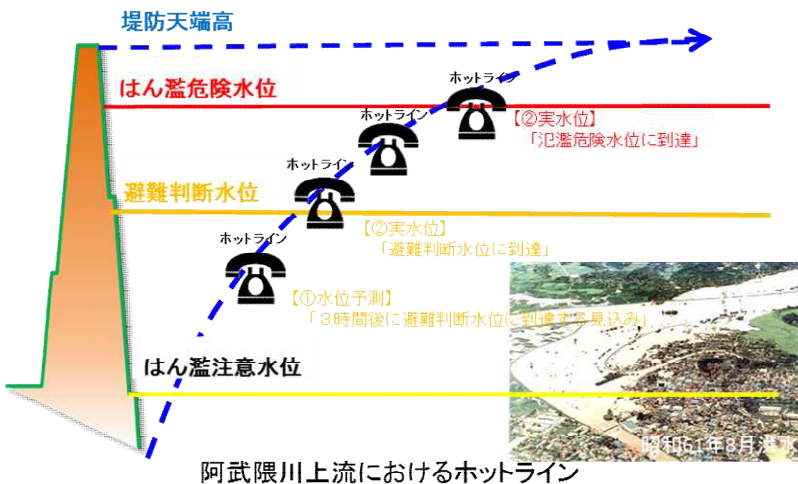 堤防天端高
はん濫危険水位
ホットライン
【②実水位】
「氾濫危険水位に到達」
ホットライン
ホットライン
避難判断水位
【②実水位】
「避難判断水位に到達」
ホットライン
【①水位予測】
「3時間後に避難判断水位に到達する見込み」
はん濫注意水位
昭和61年8月洪水
阿武隈川上流におけるホットライン